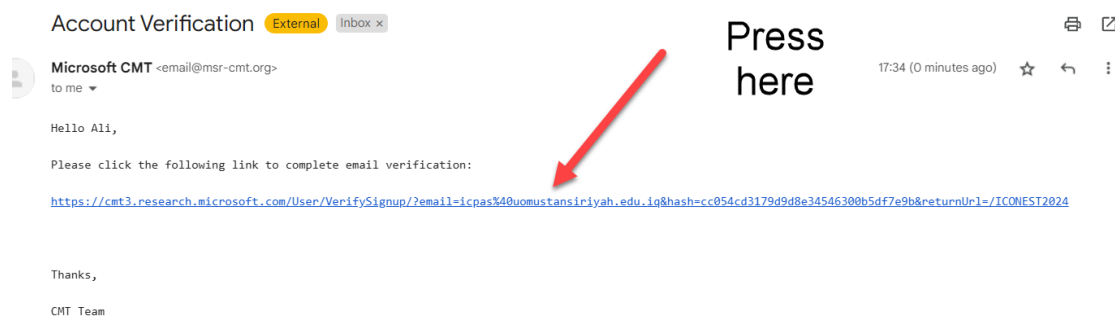 Account Verification External Inbox ×
Press
here
Microsoft CMT <email@msr-cmt.org> 17:34 (0 minutes ago)
to me
Hello Ali,
Please click the following link to complete email verification:
https://cmt3.research.microsoft.com/User/VerifySignup/?email=icpas%40uomustansiriyah.edu.iq&hash=cc054cd3179d9d8e34546300b5df7e9b&returnUrl=/ICONEST2024
Thanks,
CMT Team